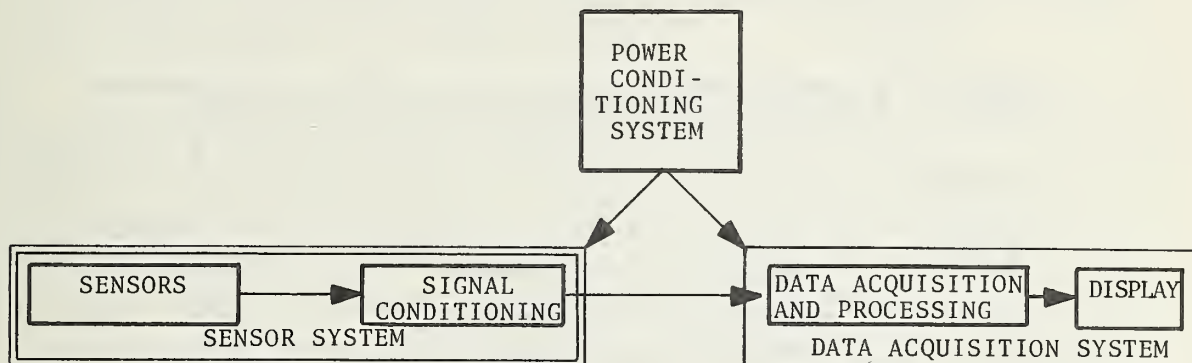 POWER
CONDI-
TIONING
SYSTEM
SENSORS
SIGNAL
CONDITIONING
SENSOR SYSTEM
DATA ACQUISITION
AND PROCESSING
DISPLAY
DATA ACQUISITION SYSTEM